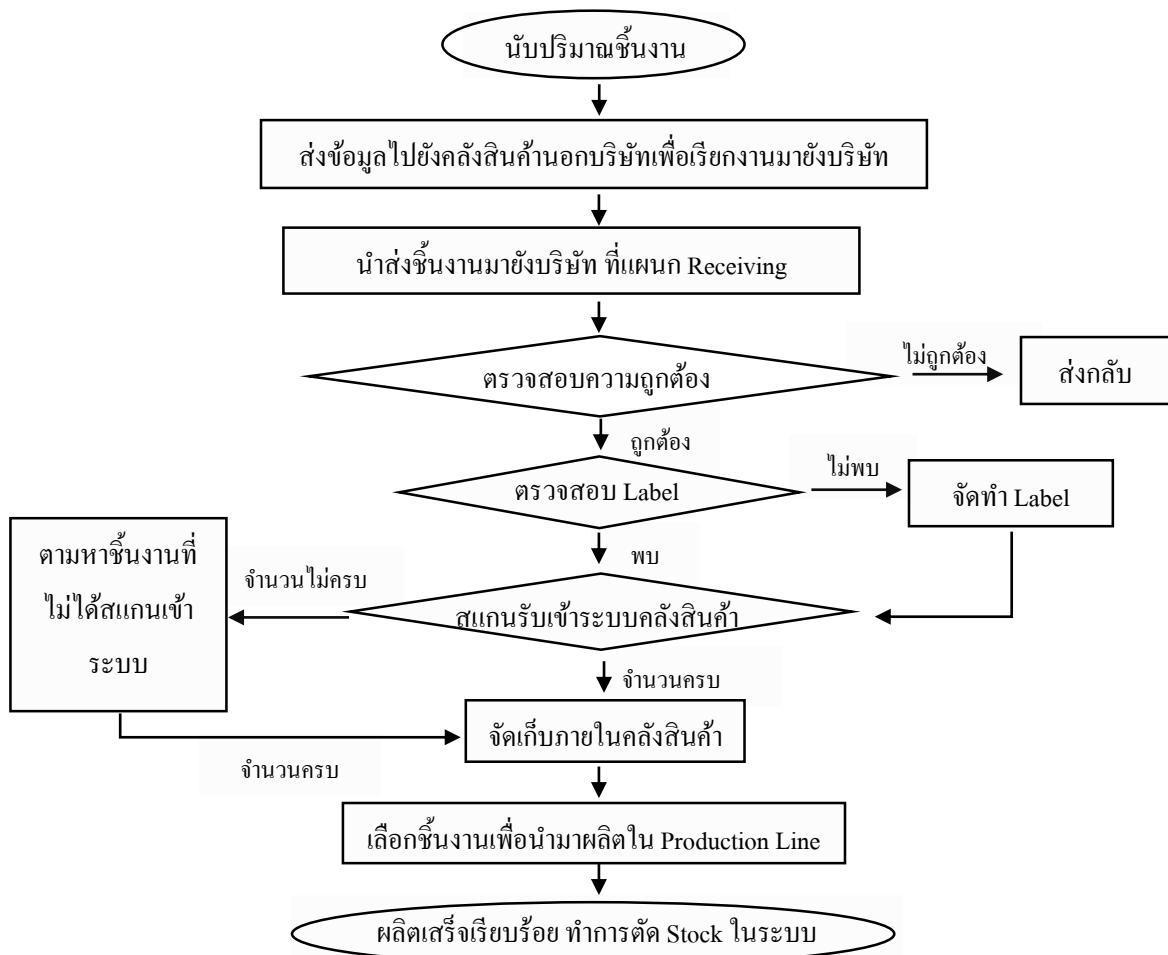 นับปริมาณชิ้นงาน
ส่งข้อมูลไปยังคลังสินค้านอกบริษัทเพื่อเรียกงานมายังบริษัท
นำส่งชิ้นงานมายังบริษัท ที่แผนก Receiving
ตรวจสอบความถูกต้อง
ไม่ถูกต้อง
ส่งกลับ
ถูกต้อง
ตรวจสอบ Label
ไม่พบ
จัดทำ Label
พบ
สแกนรับเข้าระบบคลังสินค้า
จำนวนไม่ครบ
ตามหาชิ้นงานที่
ไม่ได้สแกนเข้า
ระบบ
จำนวนครบ
จัดเก็บภายในคลังสินค้า
จำนวนครบ
เลือกชิ้นงานเพื่อนำมาผลิตใน Production Line
ผลิตเสร็จเรียบร้อย ทำการตัด Stock ในระบบ